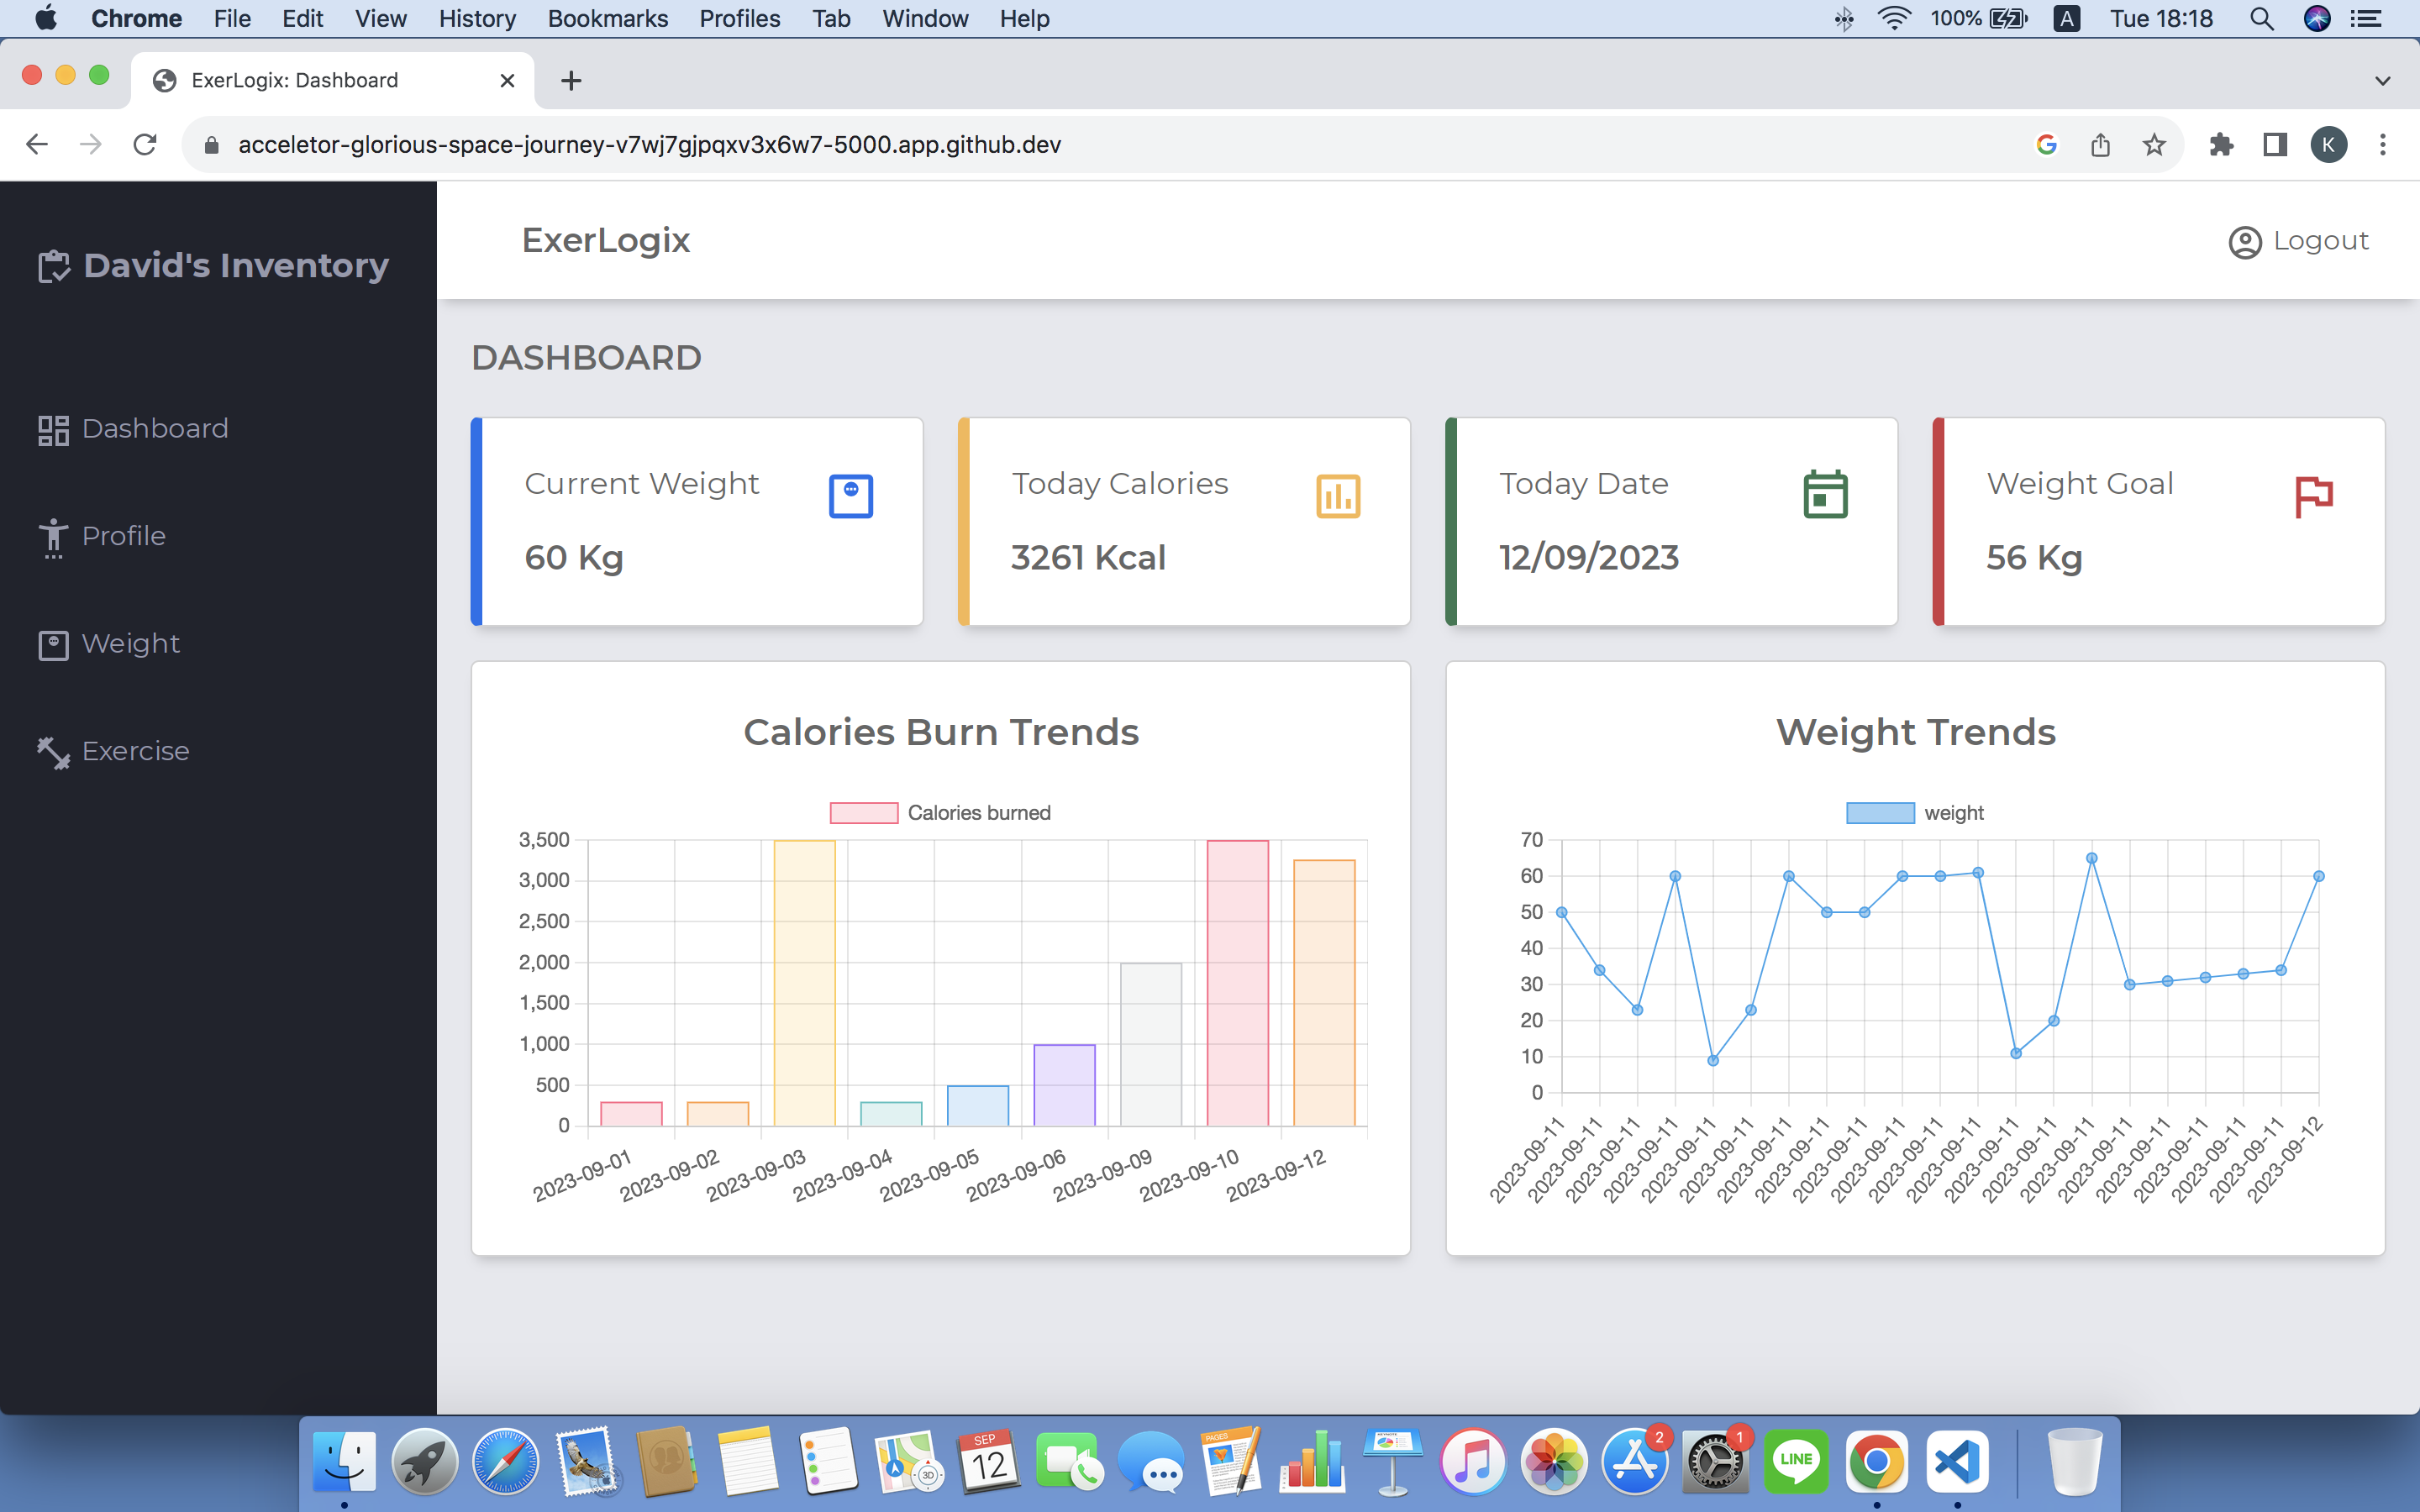 Chrome File Edit View History Bookmarks Profiles Tab Window Help 100% A Tue 18:18
ExerLogix: Dashboard
acceletor-glorious-space-journey-v7wj7gjpqxv3x6w7-5000.app.github.dev K
David's Inventory
Dashboard
Profile
Weight
Exercise
ExerLogix
Logout
DASHBOARD
Current Weight
60 Kg
Today Calories
3261 Kcal
Today Date
12/09/2023
Weight Goal
56 Kg
Calories Burn Trends
Calories burned
3,500
3,000
2,500
2,000
1,500
1,000
500
0
2023-09-01 2023-09-02 2023-09-03 2023-09-04 2023-09-05 2023-09-06 2023-09-09 2023-09-10 2023-09-12
Weight Trends
weight
70
60
50
40
30
20
10
0
2023-09-11 2023-09-11 2023-09-11 2023-09-11 2023-09-11 2023-09-11 2023-09-11 2023-09-11 2023-09-11 2023-09-11 2023-09-11 2023-09-11 2023-09-11 2023-09-11 2023-09-11 2023-09-11 2023-09-11 2023-09-11 2023-09-11 2023-09-11 2023-09-12
3D
SEP
12
PAGES
2
1
LINE